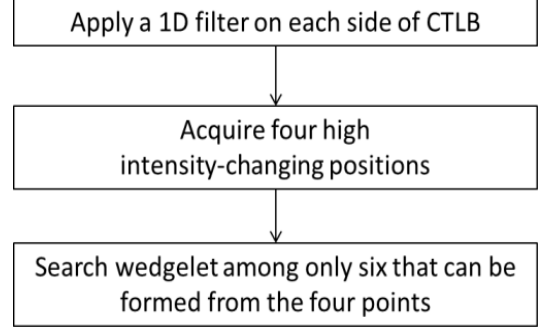 Apply a 1D filter on each side of CTLB
Acquire four high
intensity-changing positions
Search wedgelet among only six that can be
formed from the four points